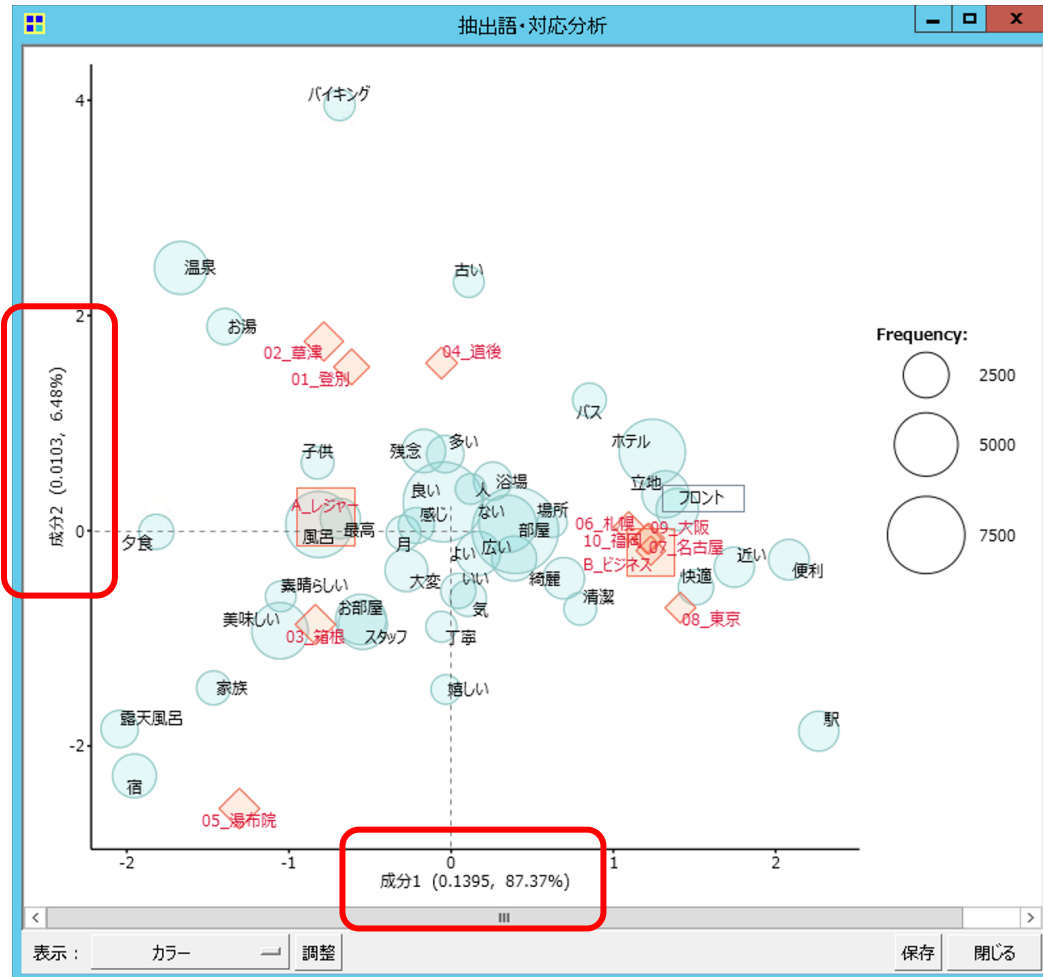 抽出語・対応分析
4
2
0
-2
成分2 (0.0103, 6.48%)
バイキング
温泉
古い
お湯
02_草津
04_道後
01_登別
バス
ホテル
子供
残念
多い
立地
フロント
良い
人
浴場
A_レジャー
感じ
ない
場所
06_札幌
09_大阪
風呂
最高
部屋
10_福岡
07_名古屋
夕食
月
よい
広い
B_ビジネス
近い
便利
素晴らしい
大変
いい
綺麗
快適
美味しい
お部屋
気
清潔
03_箱根
スタッフ
丁寧
08_東京
家族
嬉しい
露天風呂
駅
宿
05_湯布院
Frequency:
2500
5000
7500
-2
-1
0
1
2
成分1 (0.1395, 87.37%)
表示：
カラー
調整
保存
閉じる